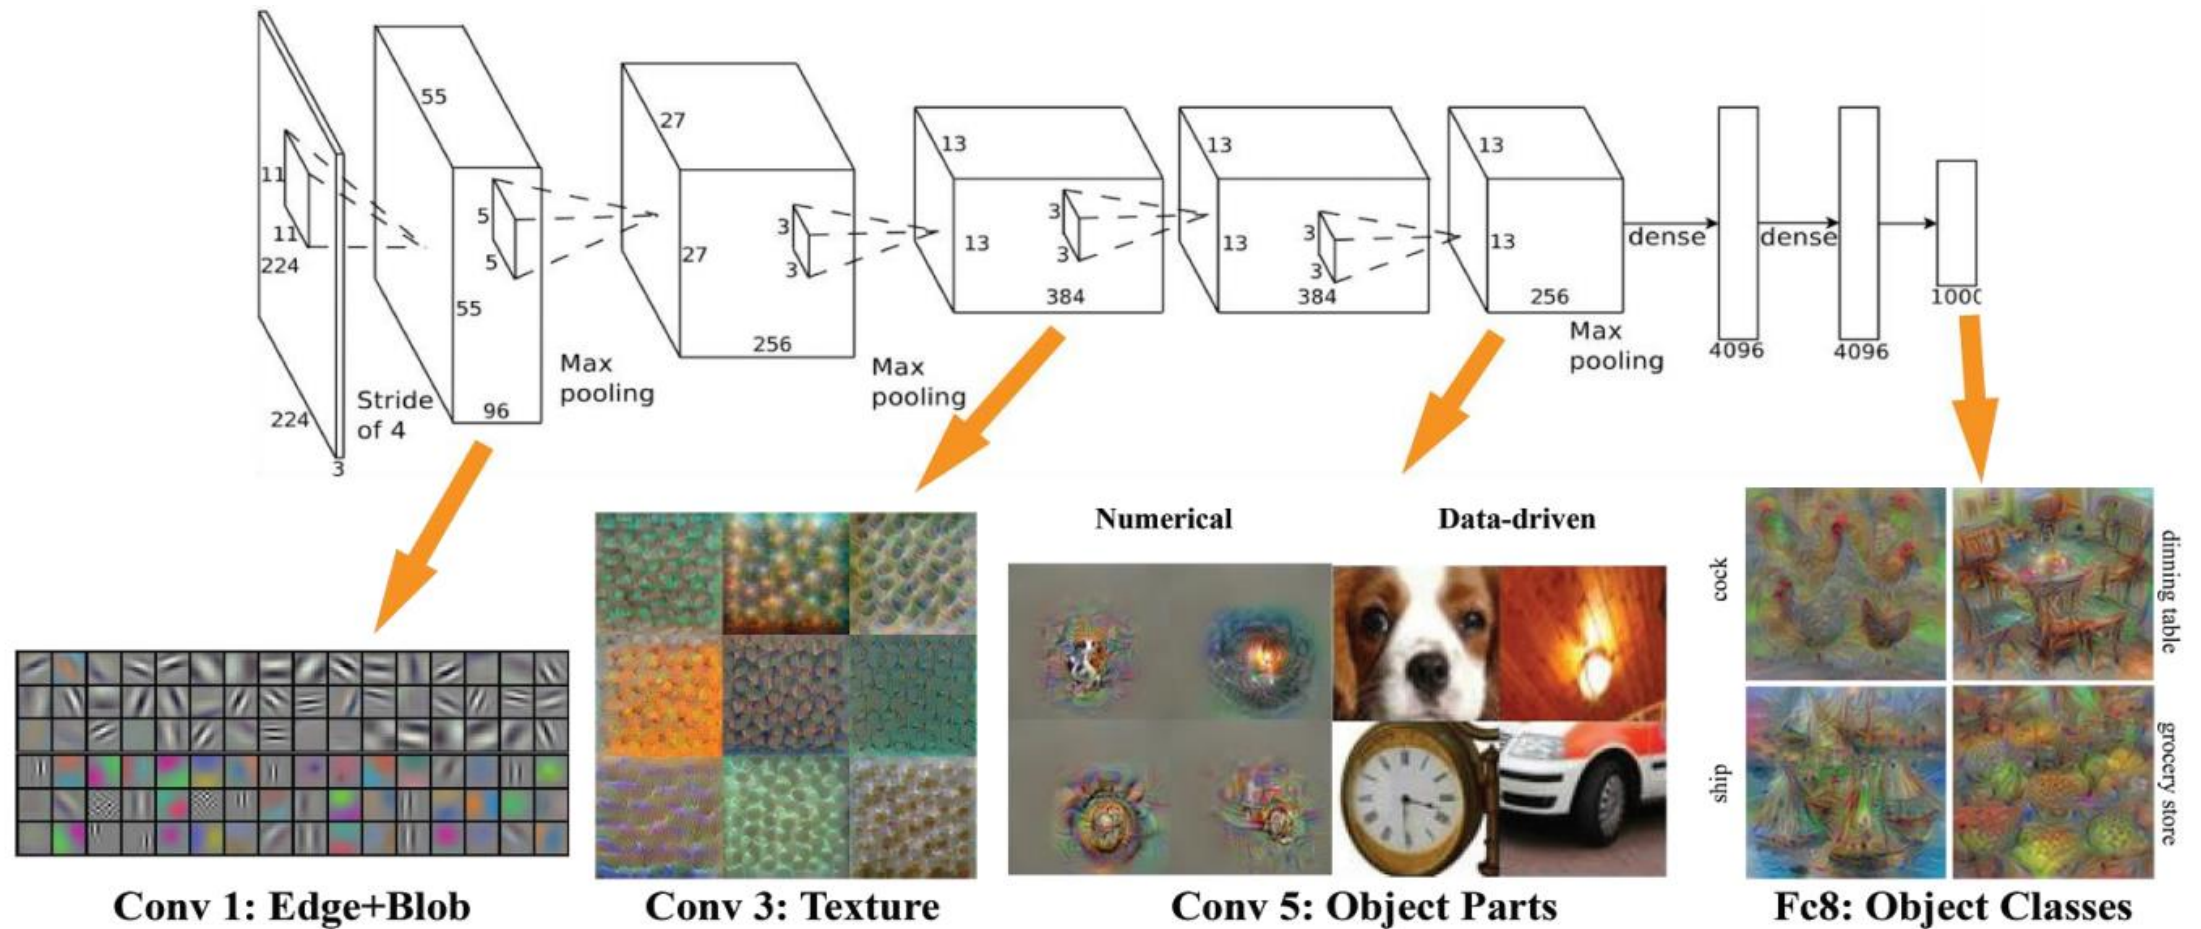 11
11
224
224
3
Stride
of 4
55
55
96
5
5
Max
pooling
27
27
256
3
3
Max
pooling
13
13
384
3
3
13
13
384
3
3
13
13
256
Max
pooling
dense
4096
dense
4096
1000
Conv 1: Edge+Blob
Conv 3: Texture
Numerical
Data-driven
Conv 5: Object Parts
cock
dinning table
ship
grocery store
Fc8: Object Classes